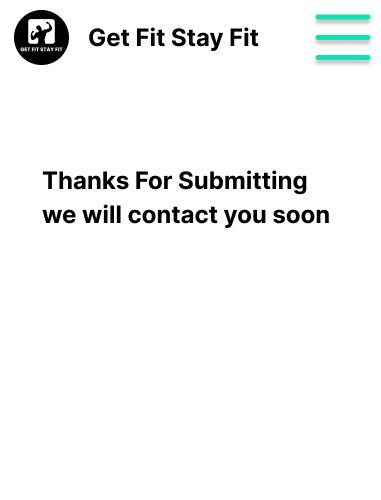 GET FIT STAY FIT
Get Fit Stay Fit
Thanks For Submitting
we will contact you soon